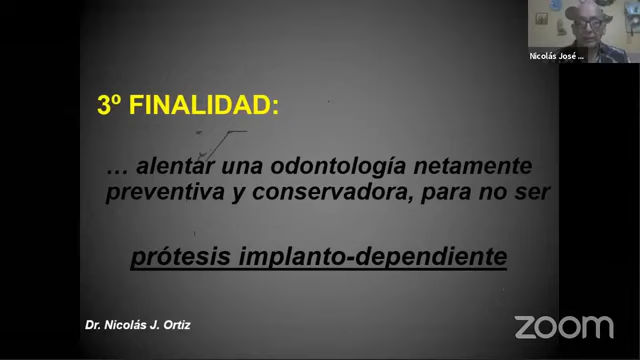 Nicolás José ...
3º FINALIDAD:
... alentar una odontología netamente
preventiva y conservadora, para no ser
prótesis implanto-dependiente
Dr. Nicolás J. Ortiz
zoom